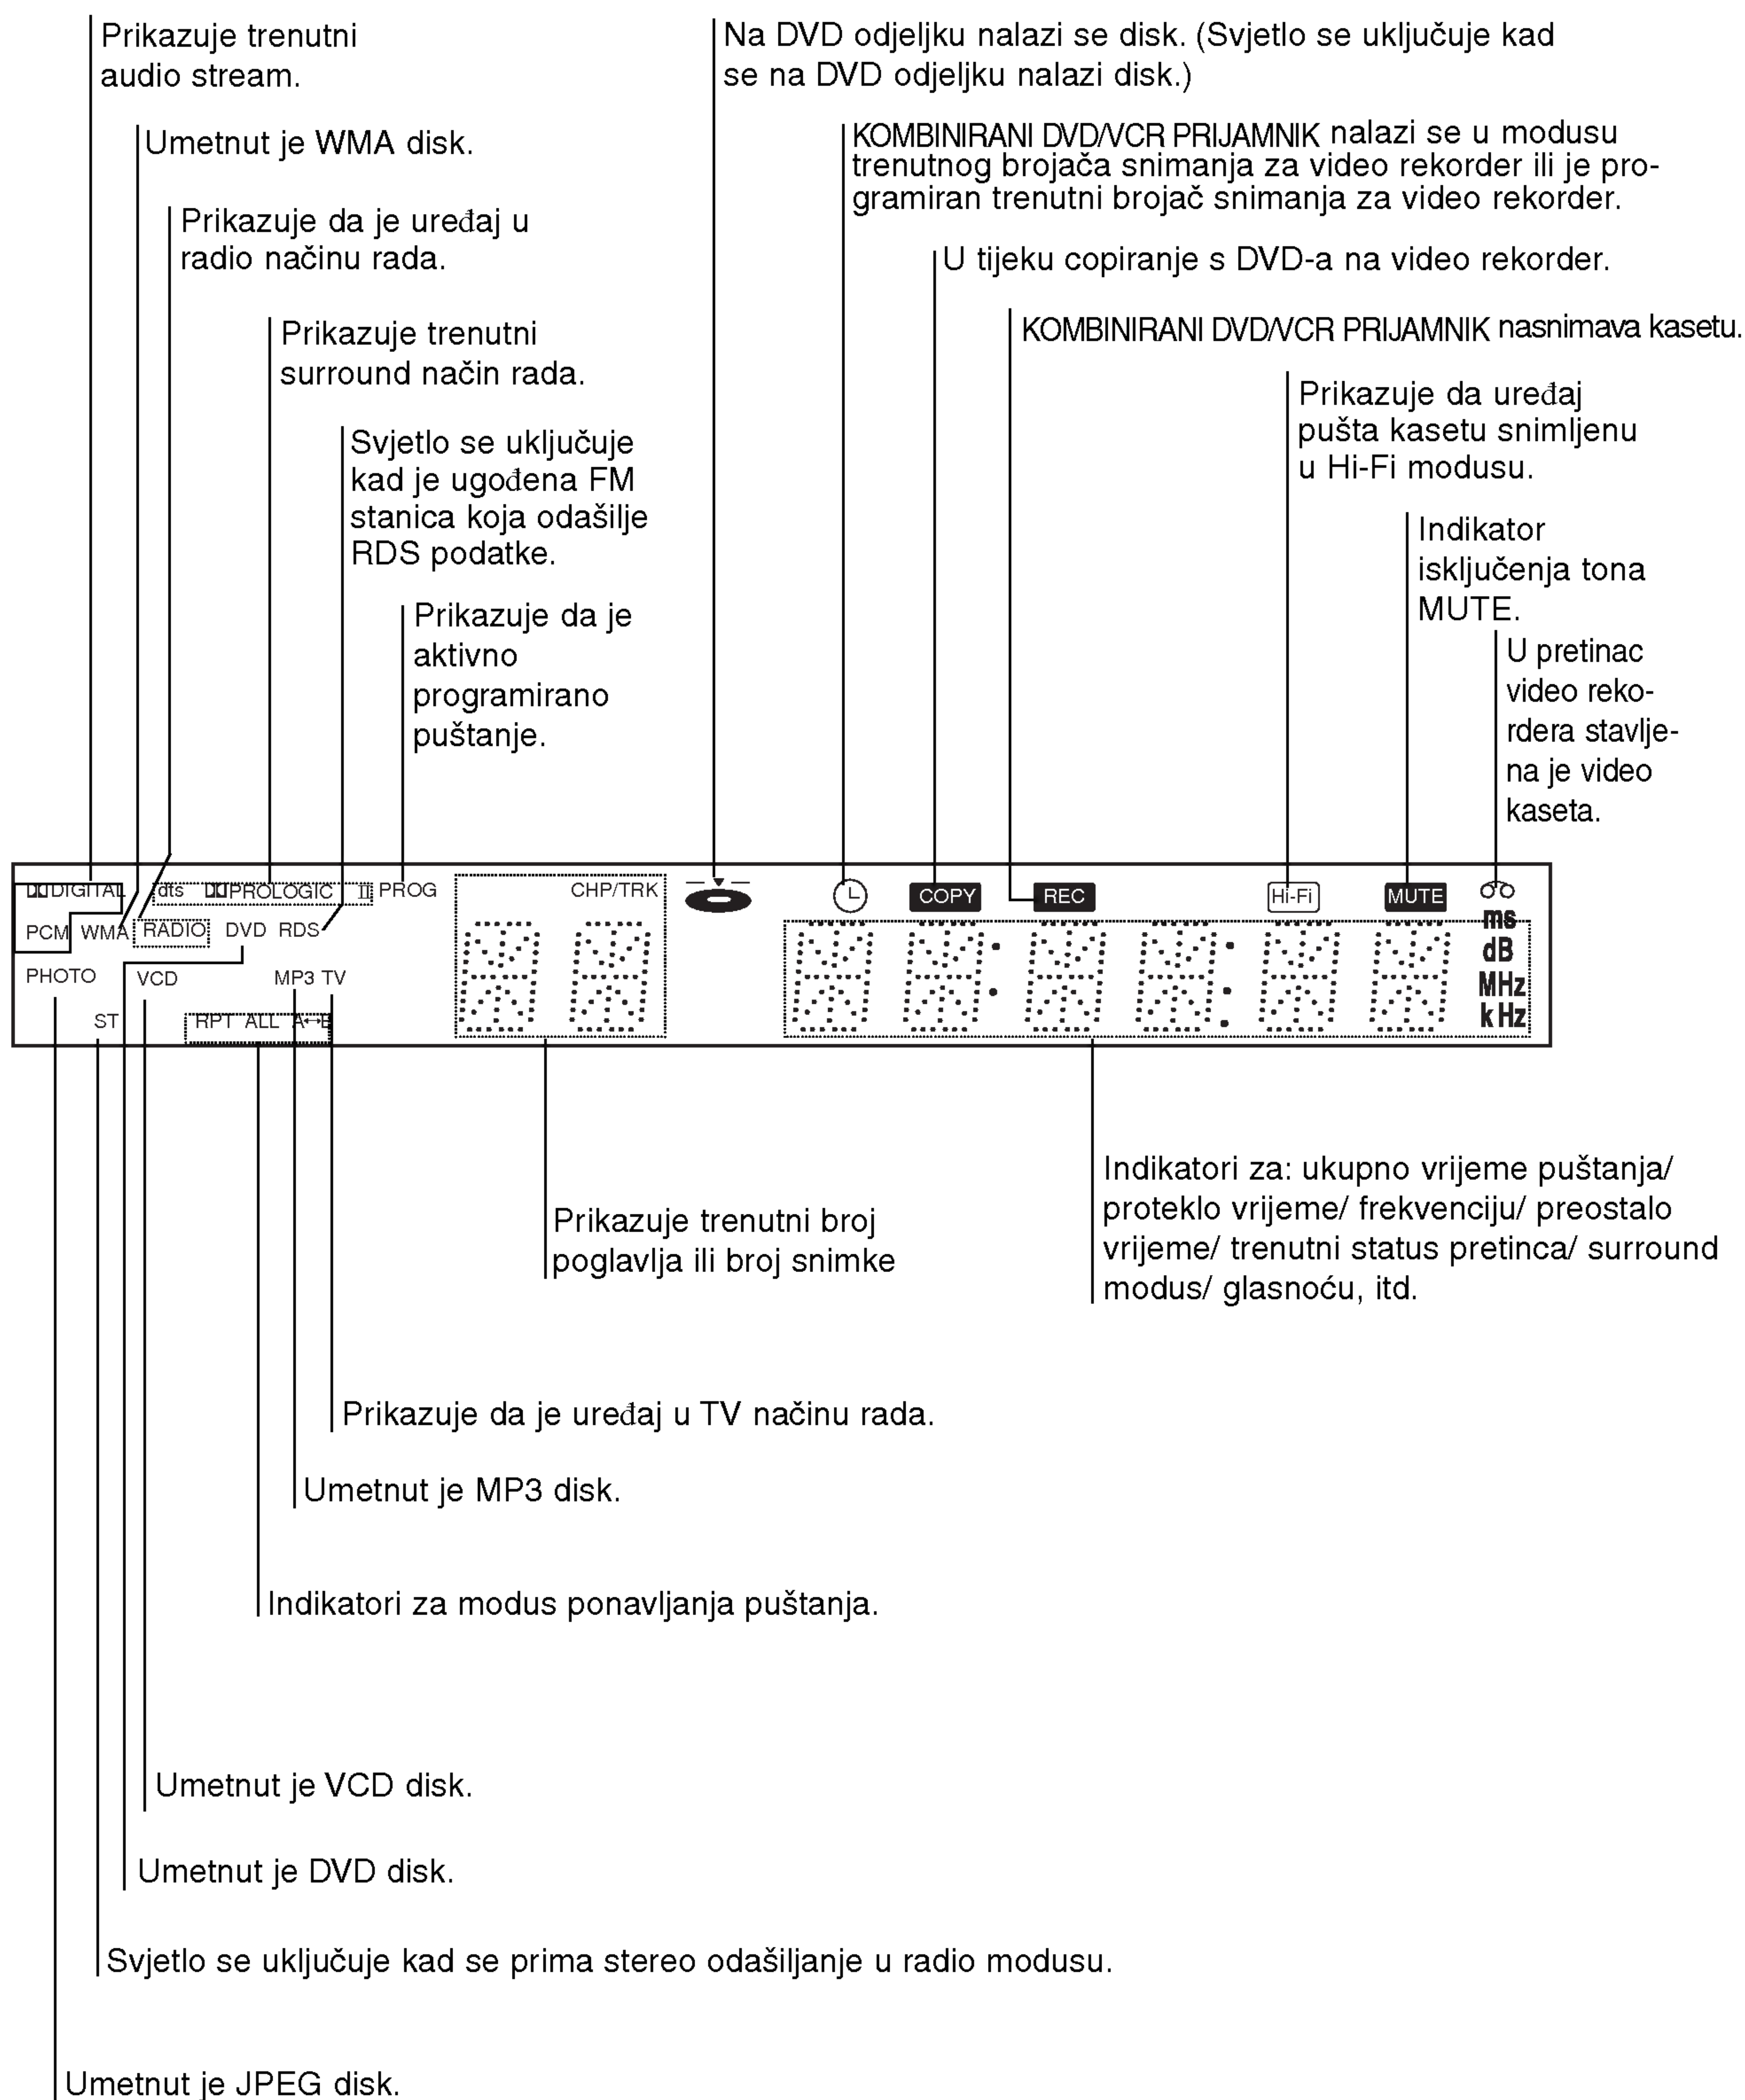 Prikazuje trenutni
audio stream.
Na DVD odjeljku nalazi se disk. (Svjetlo se uključuje kad
se na DVD odjeljku nalazi disk.)
Umetnut je WMA disk.
KOMBINIRANI DVD/VCR PRIJAMNIK nalazi se u modusu
trenutnog brojača snimanja za video rekorder ili je pro-
gramiran trenutni brojač snimanja za video rekorder.
Prikazuje da je uređaj u
radio načinu rada.
U tijeku copiranje s DVD-a na video rekorder.
Prikazuje trenutni
surround način rada.
KOMBINIRANI DVD/VCR PRIJAMNIK nasnimava kasetu.
Prikazuje da uređaj
pušta kasetu snimljenu
u Hi-Fi modusu.
Svjetlo se uključuje
kad je ugođena FM
stanica koja odašilje
RDS podatke.
Indikator
isključenja tona
MUTE.
Prikazuje da je
aktivno
programirano
puštanje.
U pretinac
video reko-
rdera stavlje-
na je video
kaseta.
DIGITAL dts PROLOGIC II PROG CHP/TRK COPY REC Hi-Fi MUTE
PCM WMA RADIO DVD RDS
PHOTO VCD MP3 TV
ST RPT ALL A↔B
ms
dB
MHz
kHz
Prikazuje trenutni broj
poglavlja ili broj snimke
Indikatori za: ukupno vrijeme puštanja/
proteklo vrijeme/ frekvenciju/ preostalo
vrijeme/ trenutni status pretinca/ surround
modus/ glasnoću, itd.
Prikazuje da je uređaj u TV načinu rada.
Umetnut je MP3 disk.
Indikatori za modus ponavljanja puštanja.
Umetnut je VCD disk.
Umetnut je DVD disk.
Svjetlo se uključuje kad se prima stereo odašiljanje u radio modusu.
Umetnut je JPEG disk.